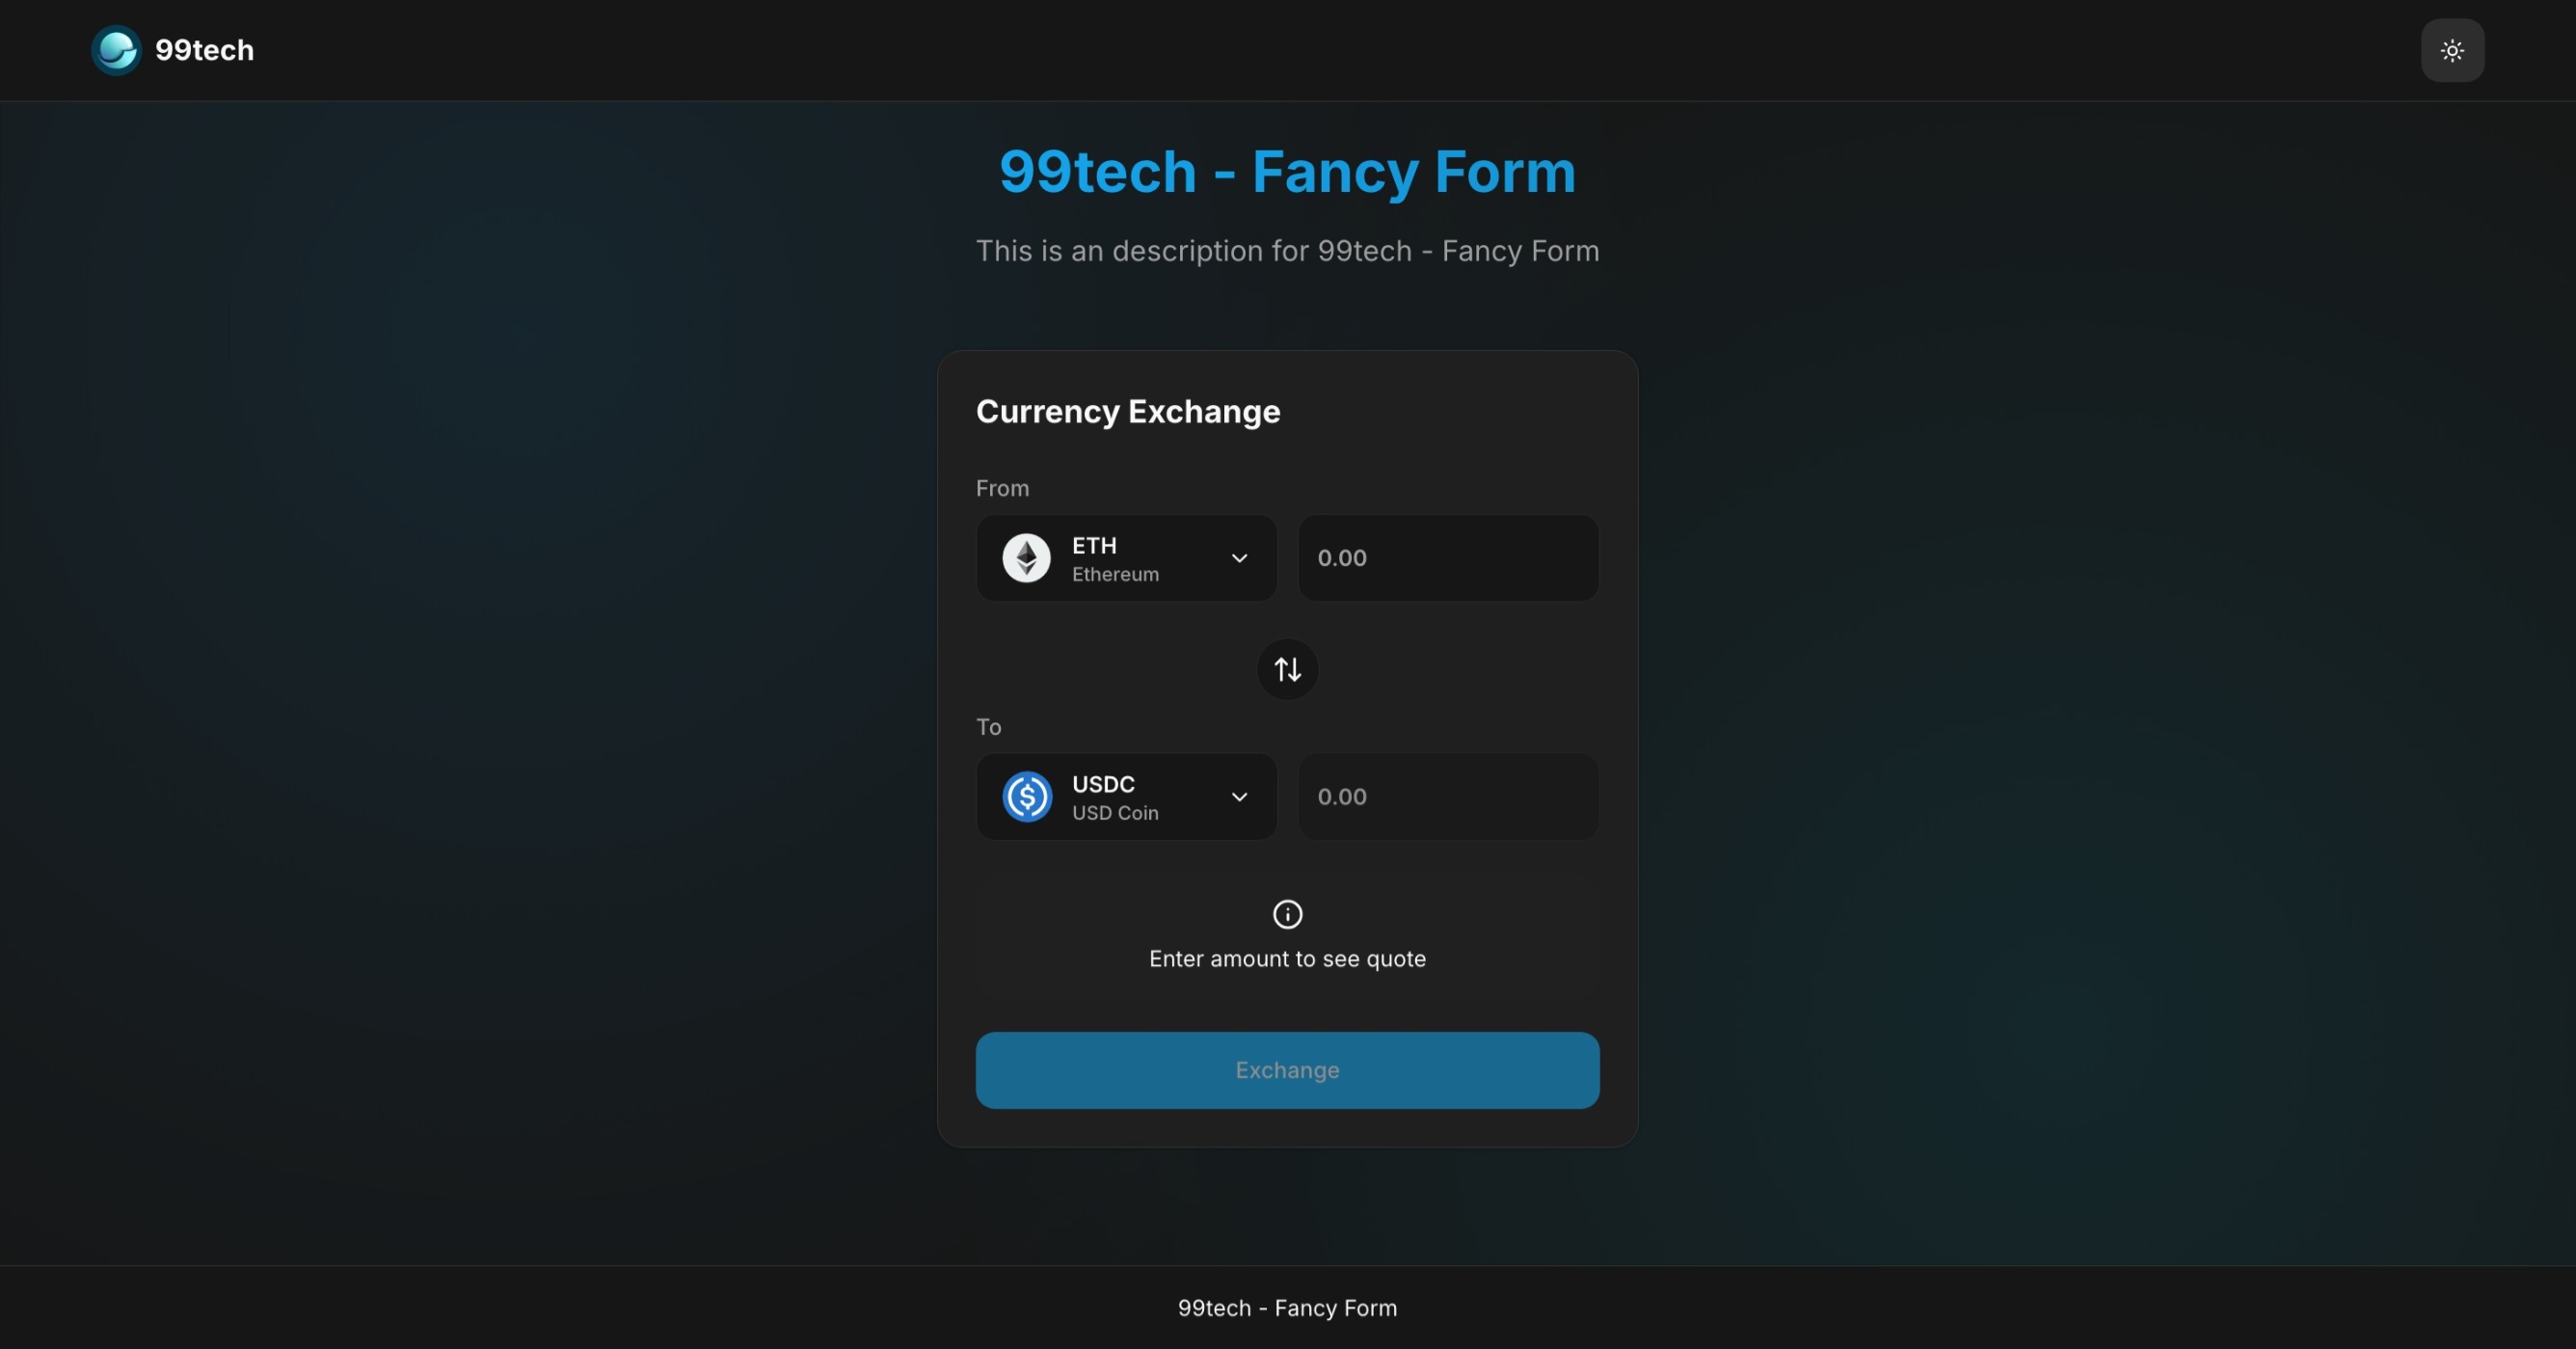 99tech
99tech - Fancy Form
This is an description for 99tech - Fancy Form
Currency Exchange
From
ETH
Ethereum
0.00
To
USDC
USD Coin
0.00
Enter amount to see quote
Exchange
99tech - Fancy Form